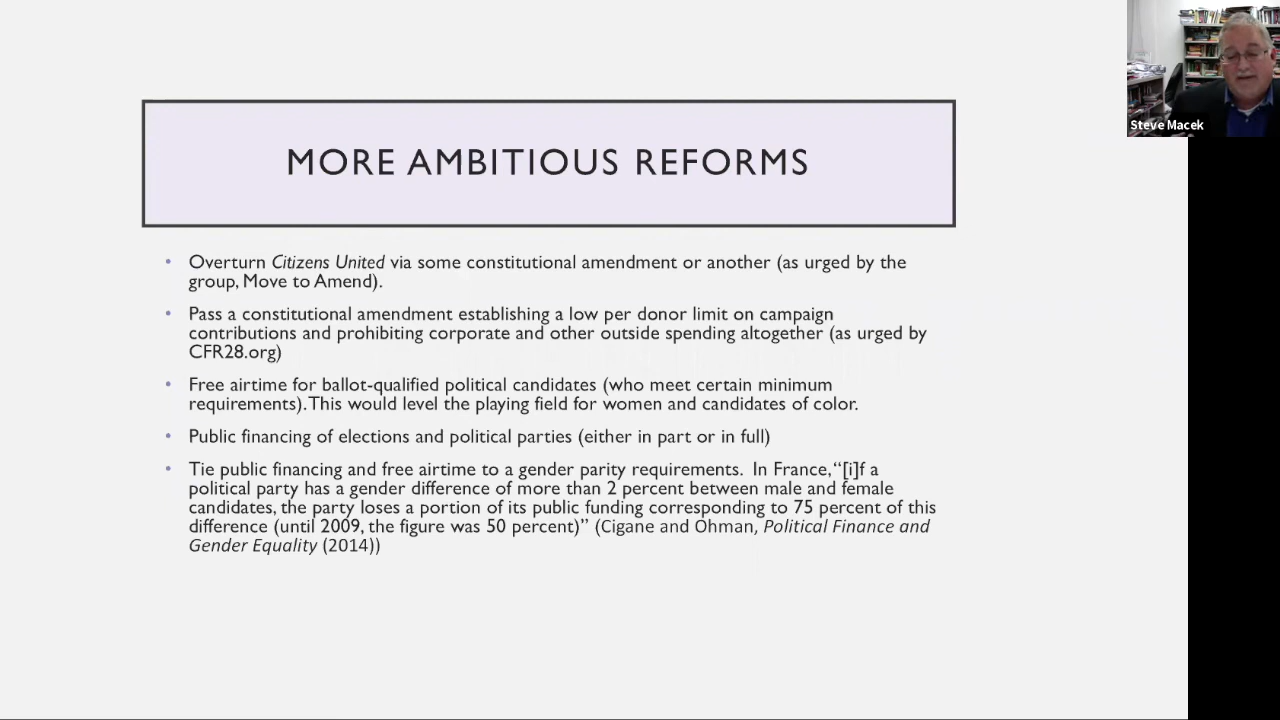 Steve Macek
MORE AMBITIOUS REFORMS
• Overturn Citizens United via some constitutional amendment or another (as urged by the
group, Move to Amend).
• Pass a constitutional amendment establishing a low per donor limit on campaign
contributions and prohibiting corporate and other outside spending altogether (as urged by
CFR28.org)
• Free airtime for ballot-qualified political candidates (who meet certain minimum
requirements). This would level the playing field for women and candidates of color.
• Public financing of elections and political parties (either in part or in full)
• Tie public financing and free airtime to a gender parity requirements.  In France, “[i]f a
political party has a gender difference of more than 2 percent between male and female
candidates, the party loses a portion of its public funding corresponding to 75 percent of this
difference (until 2009, the figure was 50 percent)” (Cigane and Ohman, Political Finance and
Gender Equality (2014))